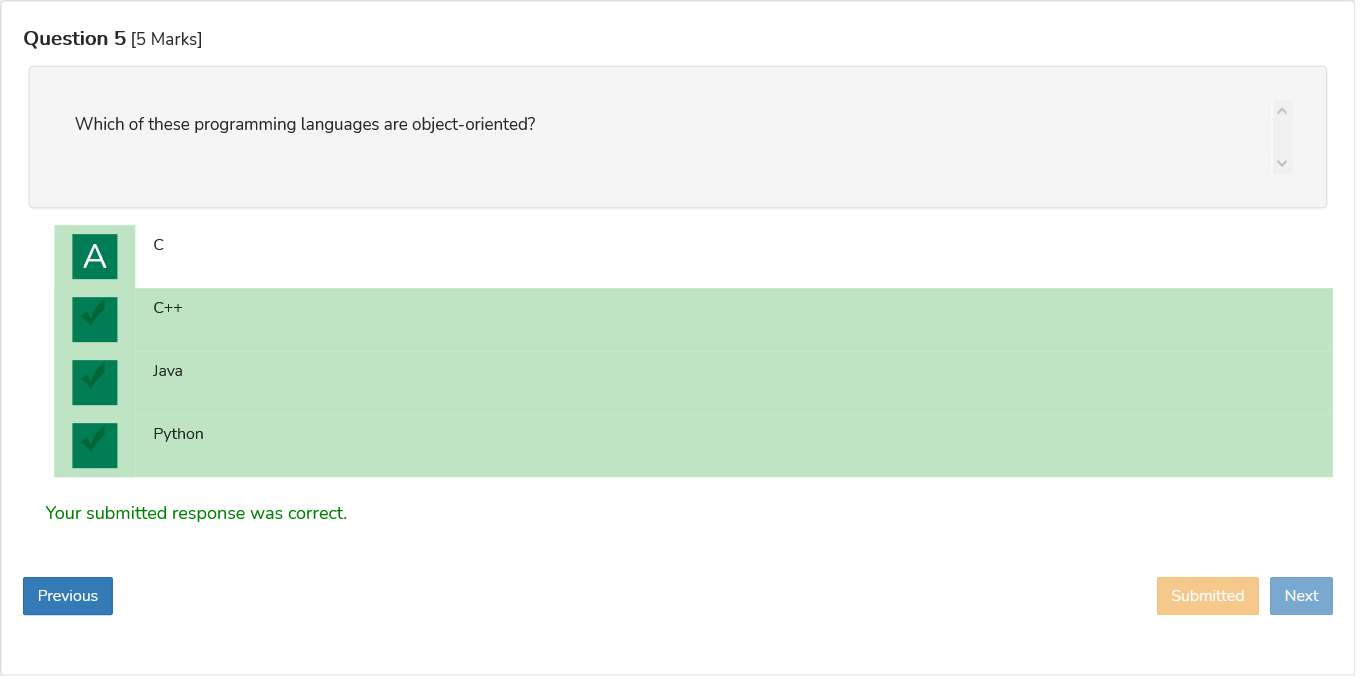 Question 5 [5 Marks]
Which of these programming languages are object-oriented?
A C
C++
Java
Python
Your submitted response was correct.
Previous Submitted Next